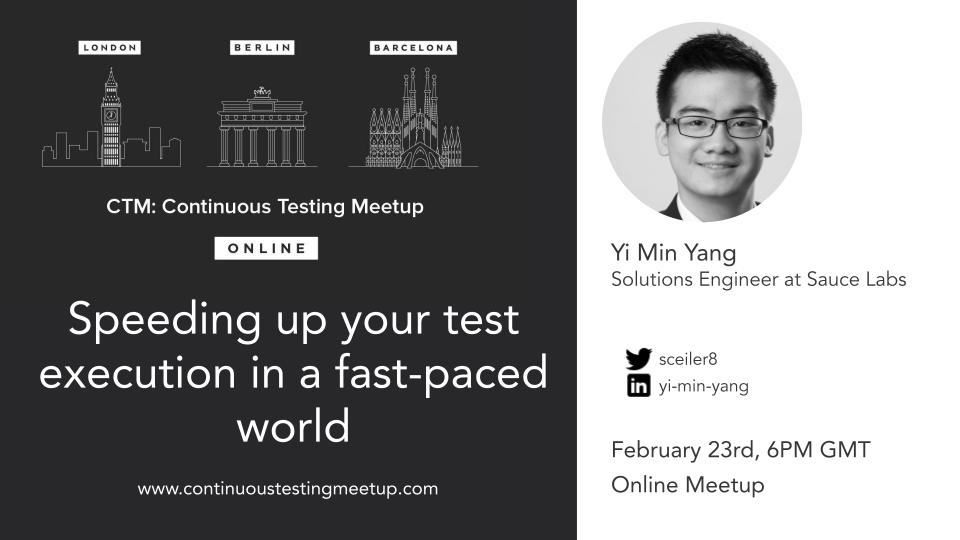 LONDON
BERLIN
BARCELONA
CTM: Continuous Testing Meetup
ONLINE
Speeding up your test
execution in a fast-paced
world
www.continuoustestingmeetup.com
Yi Min Yang
Solutions Engineer at Sauce Labs
sceiler8
in yi-min-yang
February 23rd, 6PM GMT
Online Meetup